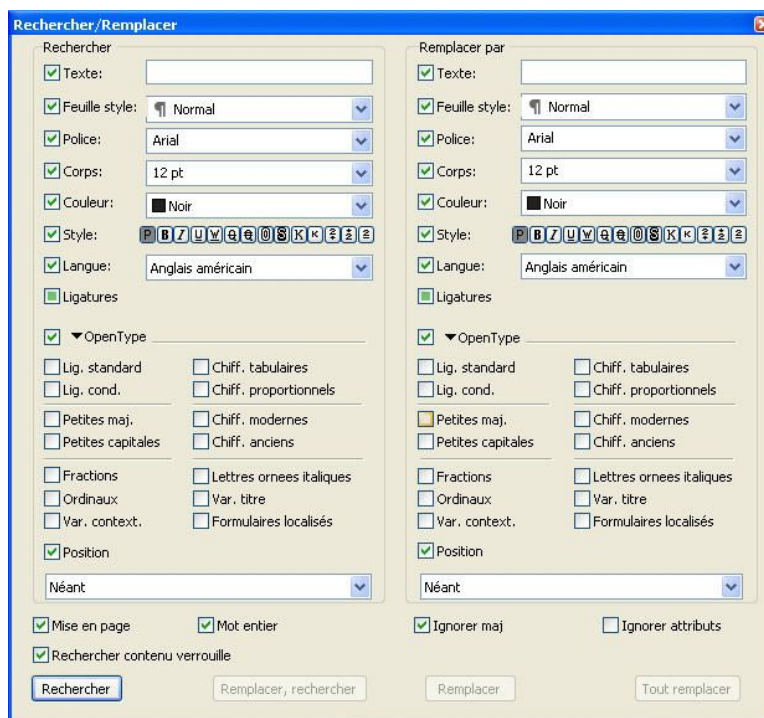 Rechercher/Remplacer
Rechercher
Texte:
Feuille style: ¶ Normal
Police: Arial
Corps: 12 pt
Couleur: Noir
Style: P B I U W Q Q O S K K 2 2 2
Langue: Anglais américain
Ligatures
OpenType
Lig. standard Chiff. tabulaires
Lig. cond. Chiff. proportionnels
Petites maj. Chiff. modernes
Petites capitales Chiff. anciens
Fractions Lettres ornees italiques
Ordinaux Var. titre
Var. context. Formulaires localisés
Position
Néant
Remplacer par
Texte:
Feuille style: ¶ Normal
Police: Arial
Corps: 12 pt
Couleur: Noir
Style: P B I U W Q Q O S K K 2 2 2
Langue: Anglais américain
Ligatures
OpenType
Lig. standard Chiff. tabulaires
Lig. cond. Chiff. proportionnels
Petites maj. Chiff. modernes
Petites capitales Chiff. anciens
Fractions Lettres ornees italiques
Ordinaux Var. titre
Var. context. Formulaires localisés
Position
Néant
Mise en page Mot entier Ignorer maj Ignorer attributs
Rechercher contenu verrouille
Rechercher Remplacer, rechercher Remplacer Tout remplacer